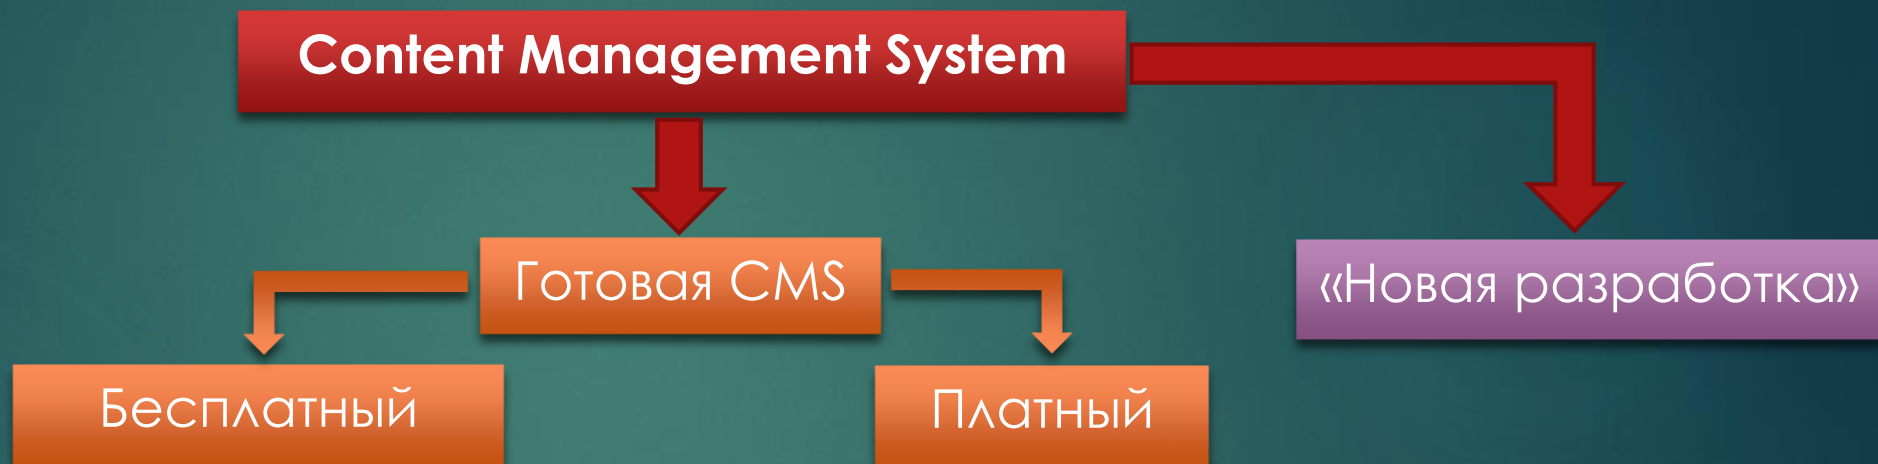 Content Management System
Готовая CMS
«Новая разработка»
Бесплатный
Платный